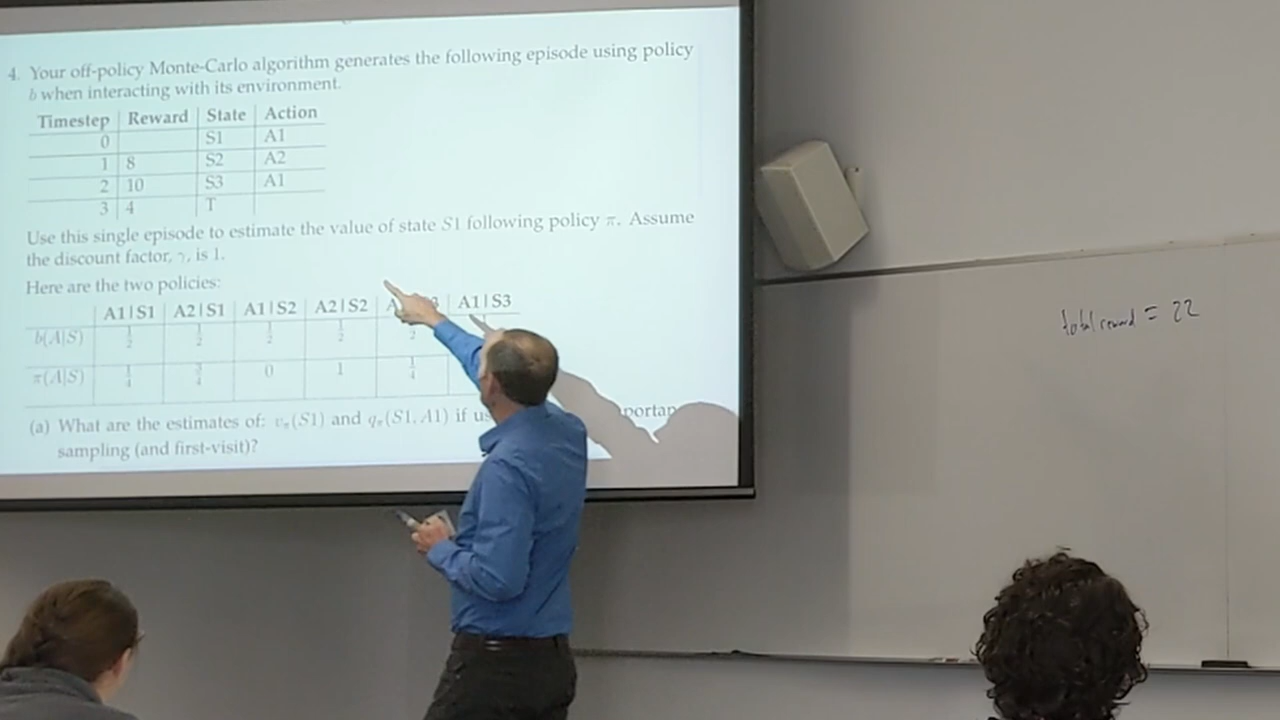 4. Your off-policy Monte-Carlo algorithm generates the following episode using policy
b when interacting with its environment.
Timestep | Reward | State | Action
0 | | S1 | A1
1 | 8 | S2 | A2
2 | 10 | S3 | A1
3 | 4 | T
Use this single episode to estimate the value of state S1 following policy π. Assume
the discount factor, γ, is 1.
Here are the two policies:
A1|S1 | A2|S1 | A1|S2 | A2|S2 | A1|S3
b(A|S) 1/2 1/2 1/2 1/2 1/2
π(A|S) 1/4 3/4 0 1 1/4
(a) What are the estimates of: vπ(S1) and qπ(S1, A1) if
sampling (and first-visit)?
total reward = 22